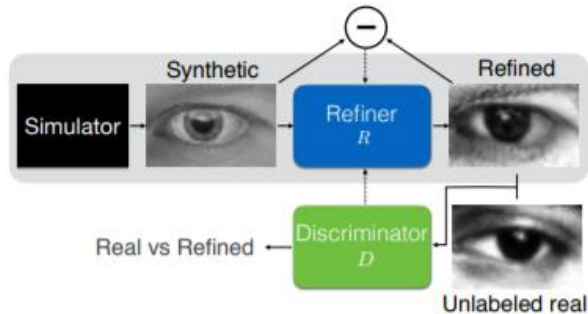 −
Synthetic
Refined
Simulator
Refiner
R
Discriminator
D
Real vs Refined
Unlabeled real